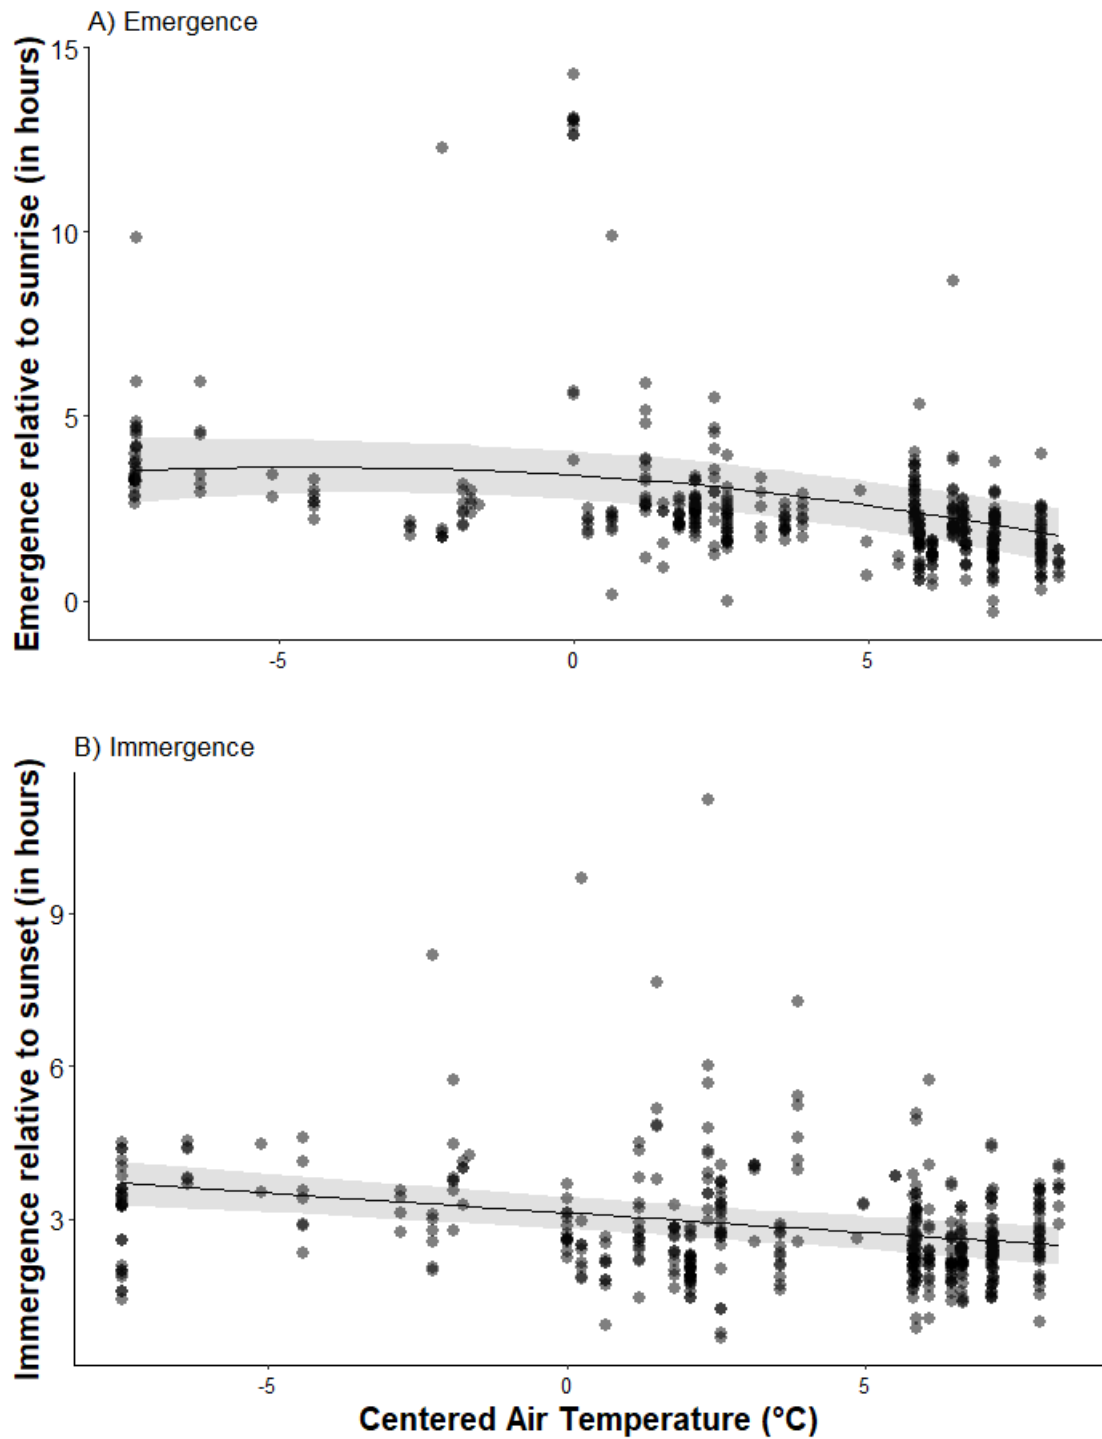 A) Emergence
Emergence relative to sunrise (in hours)
15
10
5
0
-5
0
5
B) Immergence
Immergence relative to sunset (in hours)
9
6
3
-5
0
5
Centered Air Temperature (°C)